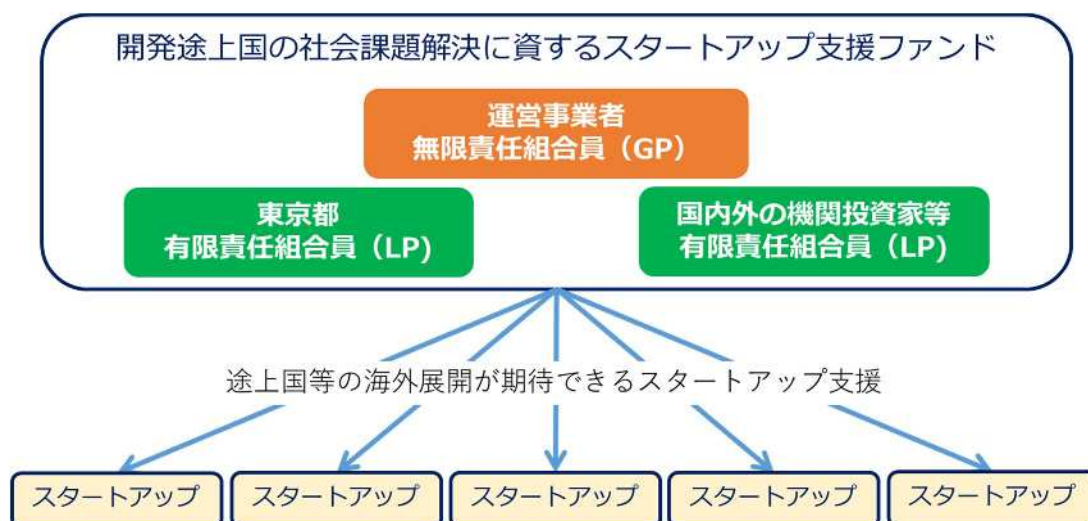 開発途上国の社会課題解決に資するスタートアップ支援ファンド
運営事業者
無限責任組合員（GP）
東京都
有限責任組合員（LP)
国内外の機関投資家等
有限責任組合員（LP)
途上国等の海外展開が期待できるスタートアップ支援
スタートアップ
スタートアップ
スタートアップ
スタートアップ
スタートアップ